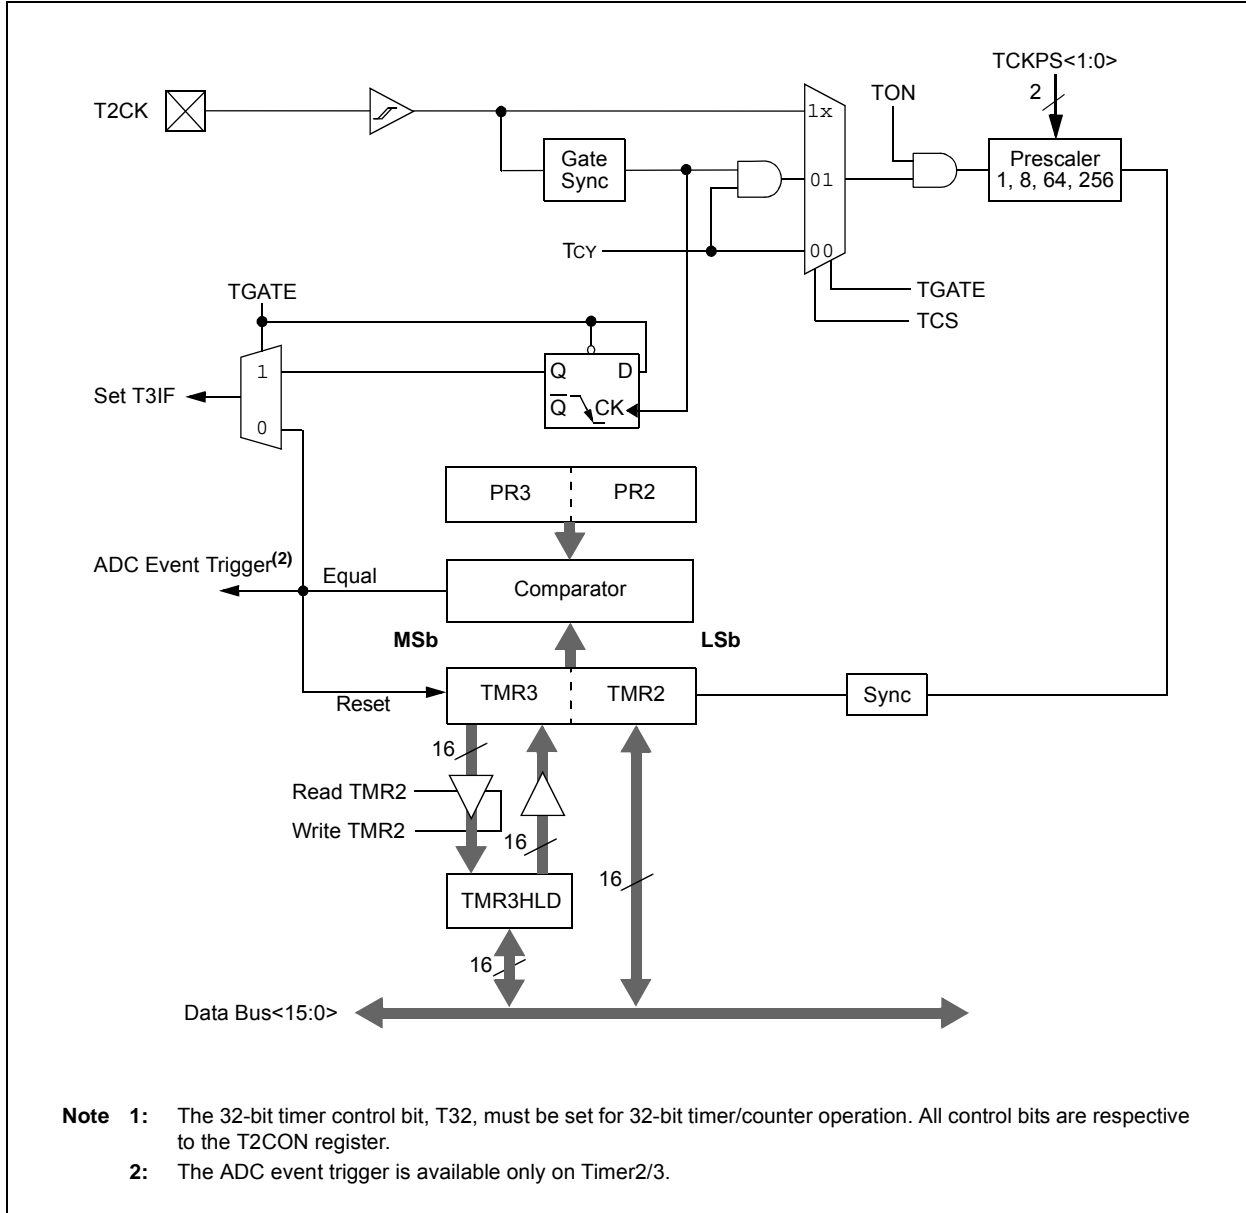 TCKPS<1:0>
2
T2CK
TON
1x
Gate
Sync
Prescaler
1, 8, 64, 256
01
TCY
00
TGATE
TGATE
TCS
1
Q
D
Set T3IF
Q
CK
0
PR3
PR2
ADC Event Trigger(2)
Equal
Comparator
MSb
LSb
TMR3
TMR2
Sync
Reset
16
Read TMR2
Write TMR2
16
16
TMR3HLD
16
Data Bus<15:0>
Note 1: The 32-bit timer control bit, T32, must be set for 32-bit timer/counter operation. All control bits are respective
to the T2CON register.
2: The ADC event trigger is available only on Timer2/3.